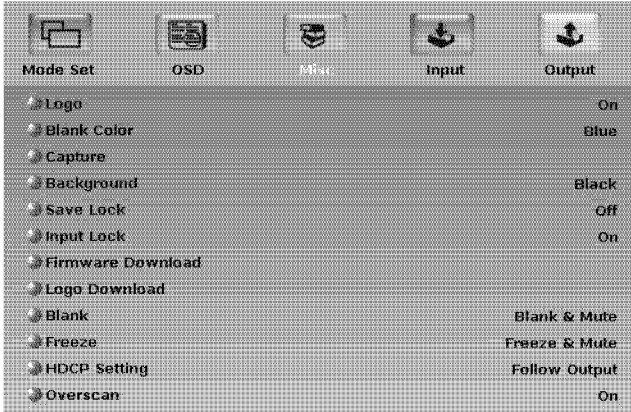 Mode Set OSD Misc Input Output
Logo On
Blank Color Blue
Capture
Background Black
Save Lock Off
Input Lock On
Firmware Download
Logo Download
Blank Blank & Mute
Freeze Freeze & Mute
HDCP Setting Follow Output
Overscan On